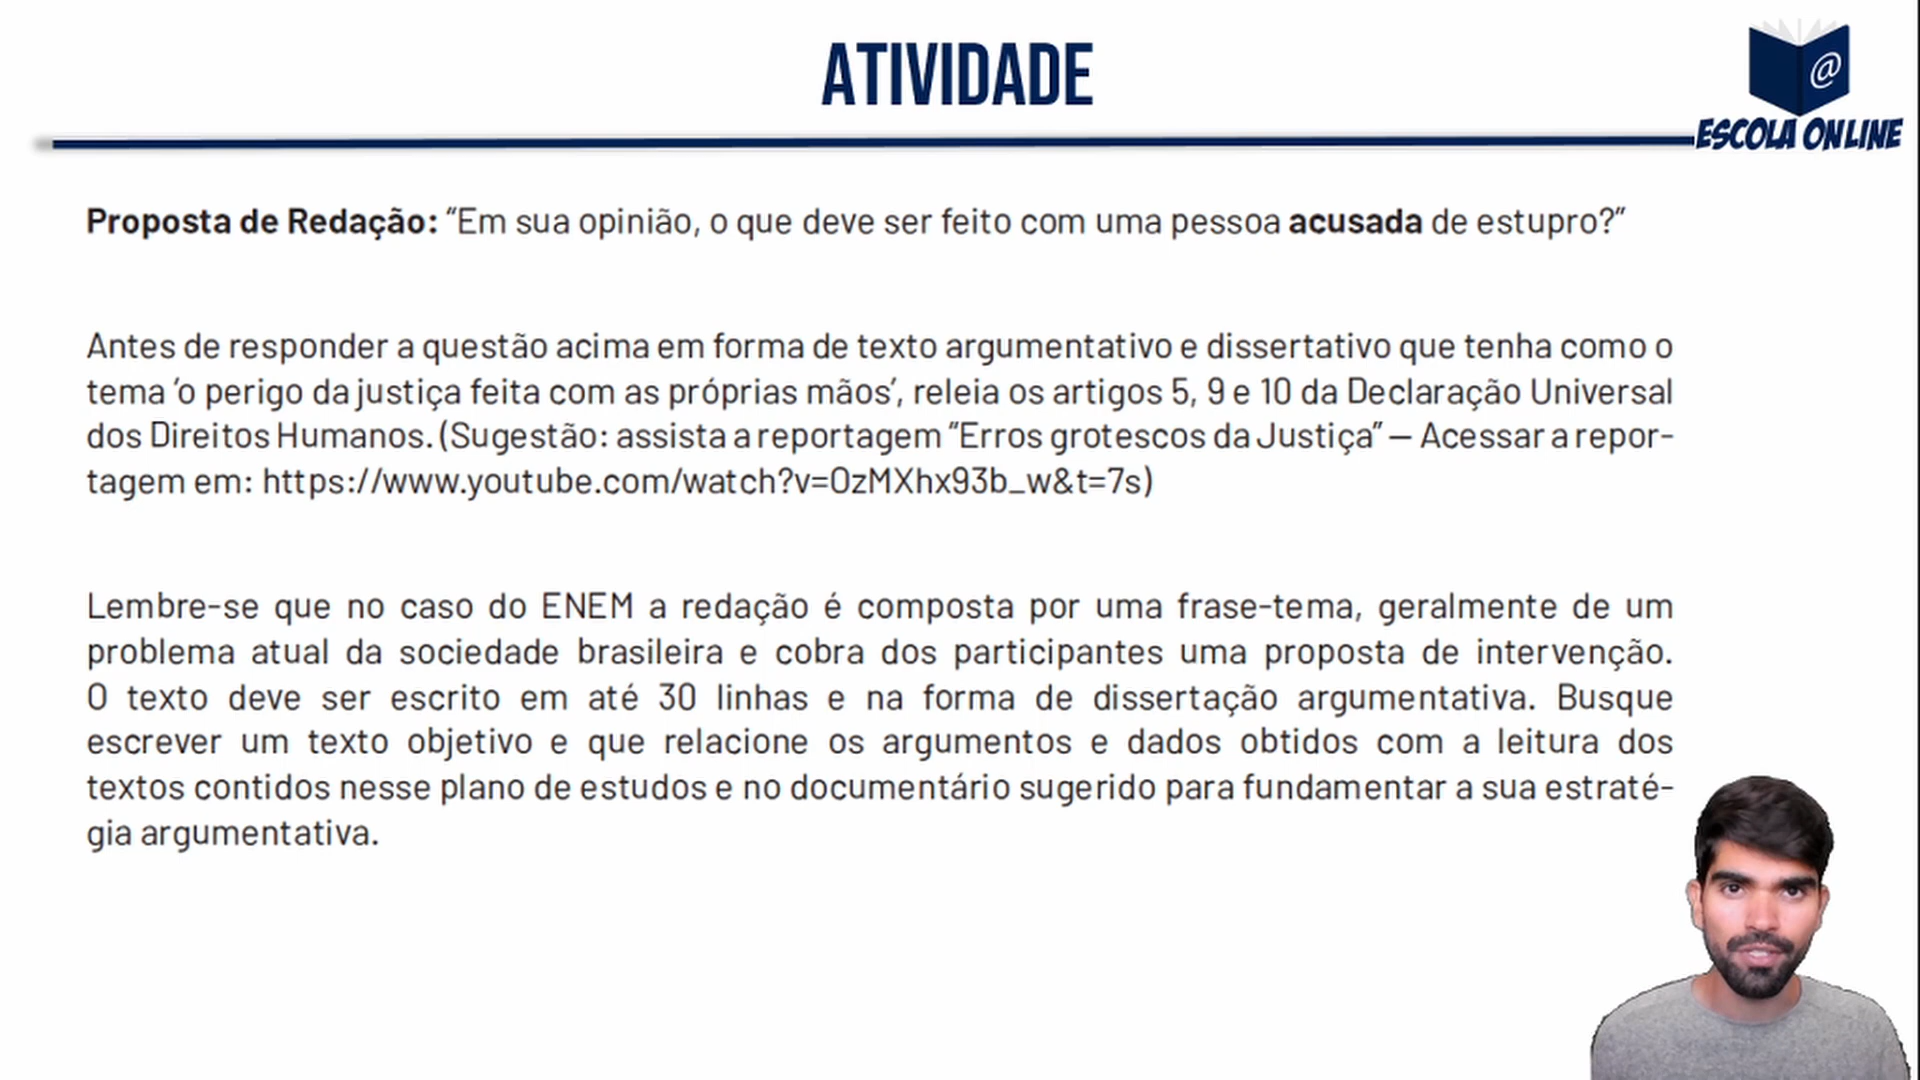 ATIVIDADE
@
ESCOLA ONLINE
Proposta de Redação: “Em sua opinião, o que deve ser feito com uma pessoa acusada de estupro?”
Antes de responder a questão acima em forma de texto argumentativo e dissertativo que tenha como o
tema ‘o perigo da justiça feita com as próprias mãos’, releia os artigos 5, 9 e 10 da Declaração Universal
dos Direitos Humanos. (Sugestão: assista a reportagem “Erros grotescos da Justiça” – Acessar a repor-
tagem em: https://www.youtube.com/watch?v=0zMXhx93b_w&t=7s)
Lembre-se que no caso do ENEM a redação é composta por uma frase-tema, geralmente de um
problema atual da sociedade brasileira e cobra dos participantes uma proposta de intervenção.
O texto deve ser escrito em até 30 linhas e na forma de dissertação argumentativa. Busque
escrever um texto objetivo e que relacione os argumentos e dados obtidos com a leitura dos
textos contidos nesse plano de estudos e no documentário sugerido para fundamentar a sua estraté-
gia argumentativa.